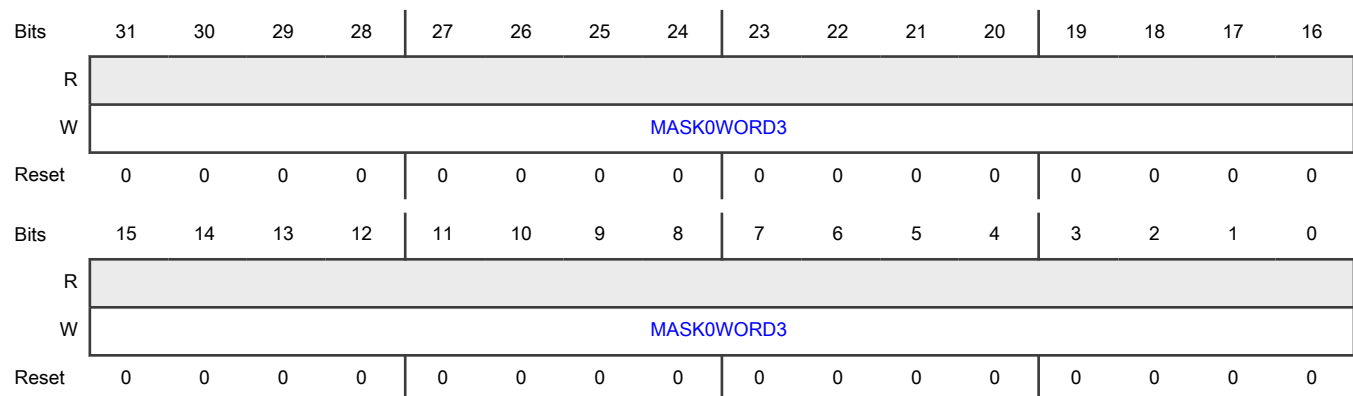 Bits 31 30 29 28 27 26 25 24 23 22 21 20 19 18 17 16
R
W MASK0WORD3
Reset 0 0 0 0 0 0 0 0 0 0 0 0 0 0 0 0
Bits 15 14 13 12 11 10 9 8 7 6 5 4 3 2 1 0
R
W MASK0WORD3
Reset 0 0 0 0 0 0 0 0 0 0 0 0 0 0 0 0